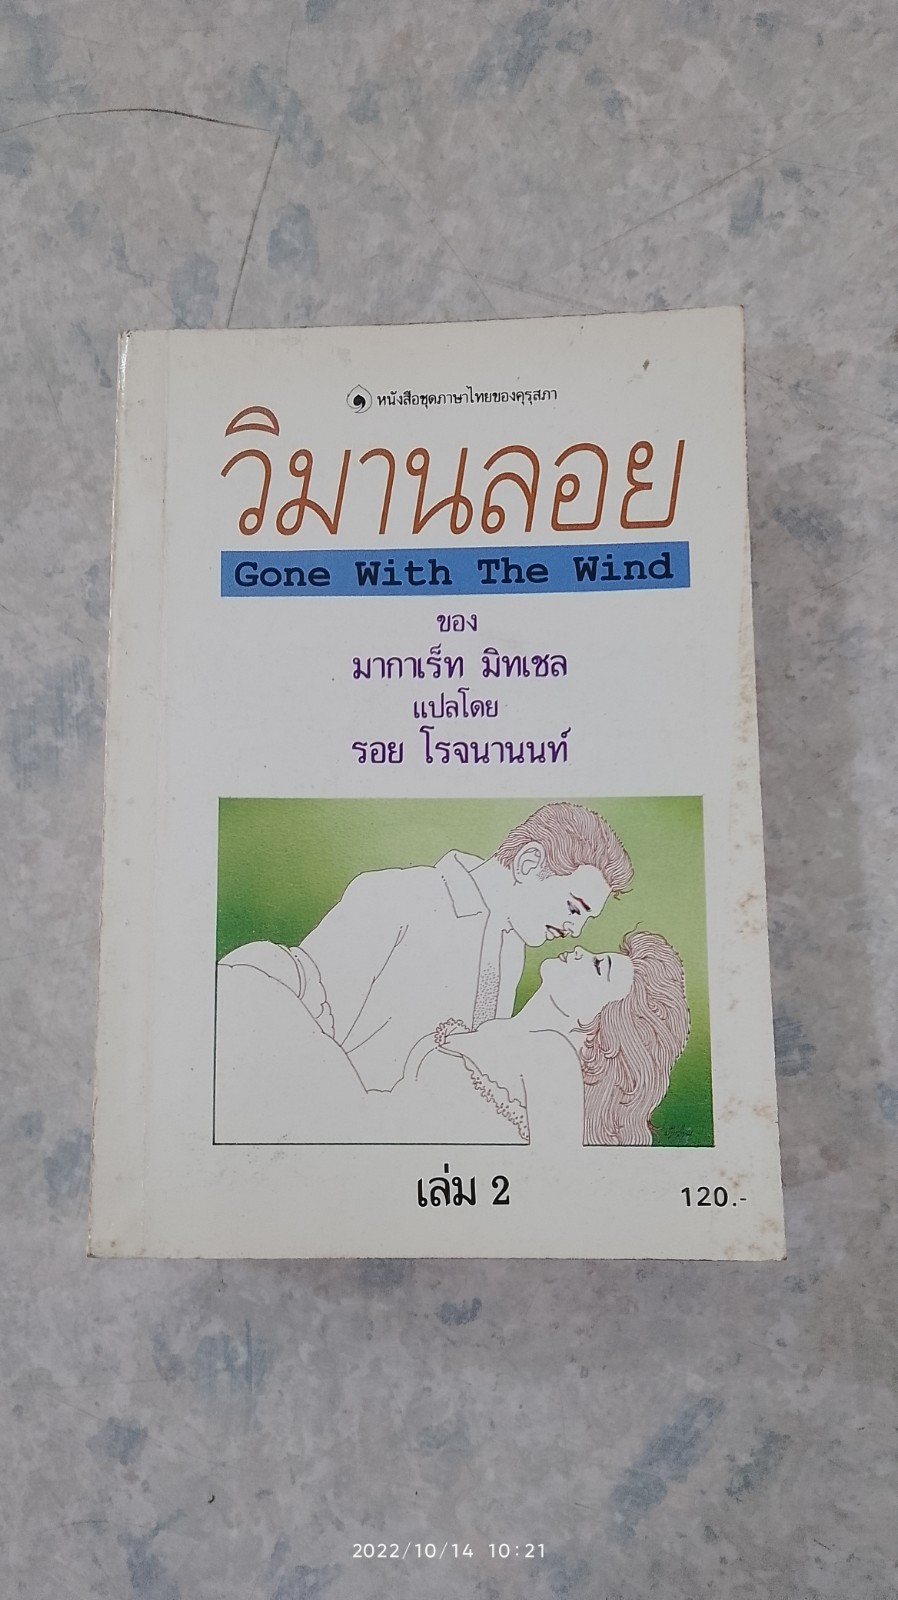 หนังสือชุดภาษาไทยของคุรุสภา
วิมานลอย
Gone With The Wind
ของ
มากาเร็ท มิทเชล
แปลโดย
รอย โรจนานนท์
เล่ม 2
120.-
2022/10/14 10:21